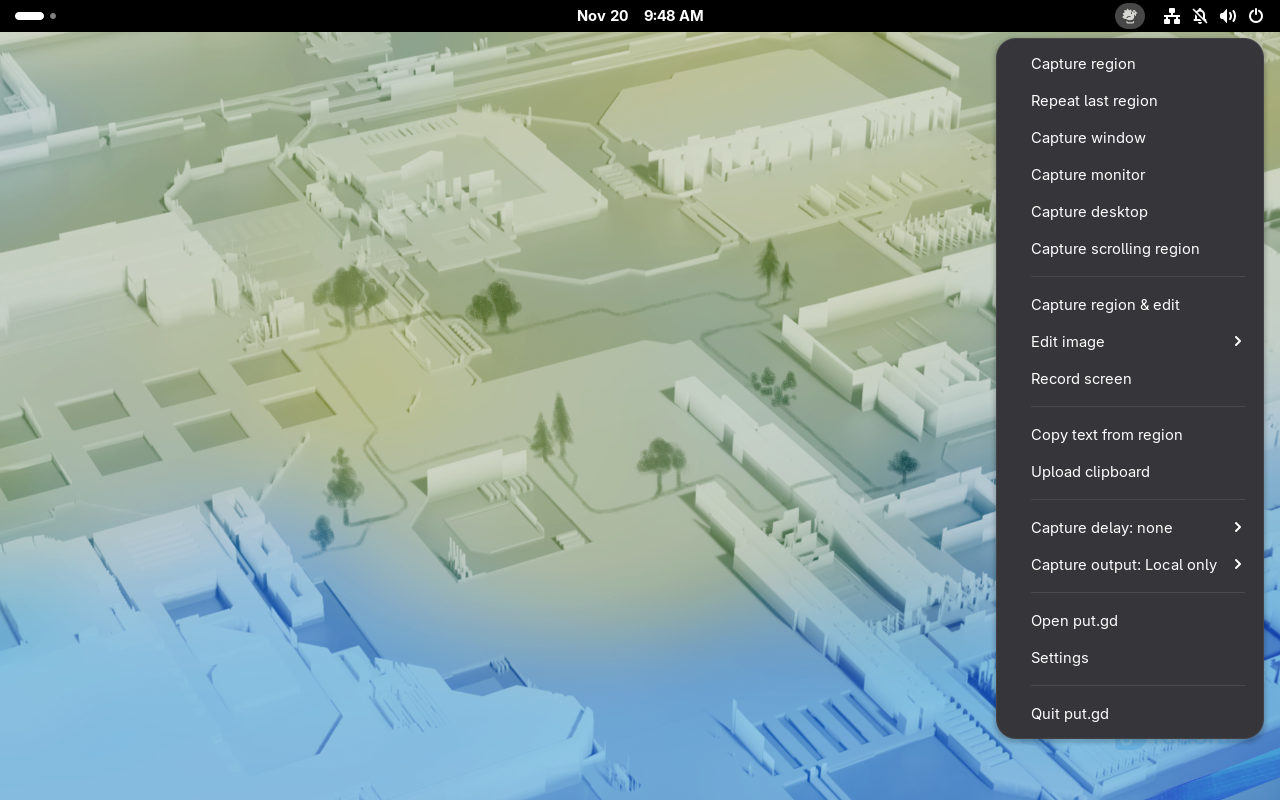 Nov 20 9:48 AM
Capture region
Repeat last region
Capture window
Capture monitor
Capture desktop
Capture scrolling region
Capture region & edit
Edit image
Record screen
Copy text from region
Upload clipboard
Capture delay: none
Capture output: Local only
Open put.gd
Settings
Quit put.gd